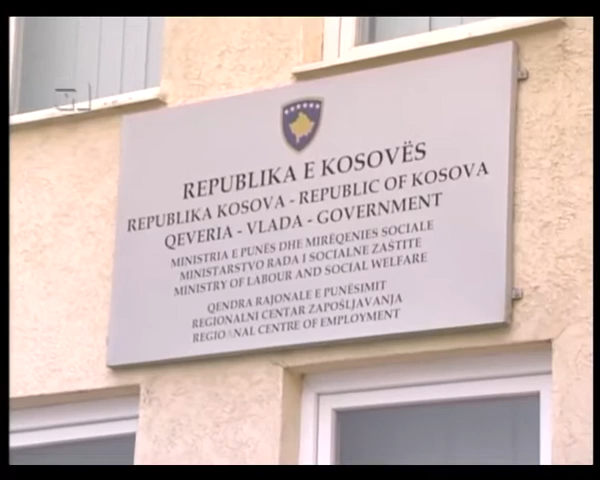 REPUBLIKA E KOSOVËS
REPUBLIKA KOSOVA - REPUBLIC OF KOSOVA
QEVERIA - VLADA - GOVERNMENT
MINISTRIA E PUNËS DHE MIRËQENIES SOCIALE
MINISTARSTVO RADA I SOCIALNE ZAŠTITE
MINISTRY OF LABOUR AND SOCIAL WELFARE
QENDRA RAJONALE E PUNËSIMIT
REGIONALNI CENTAR ZAPOŠLJAVANJA
REGIONAL CENTRE OF EMPLOYMENT